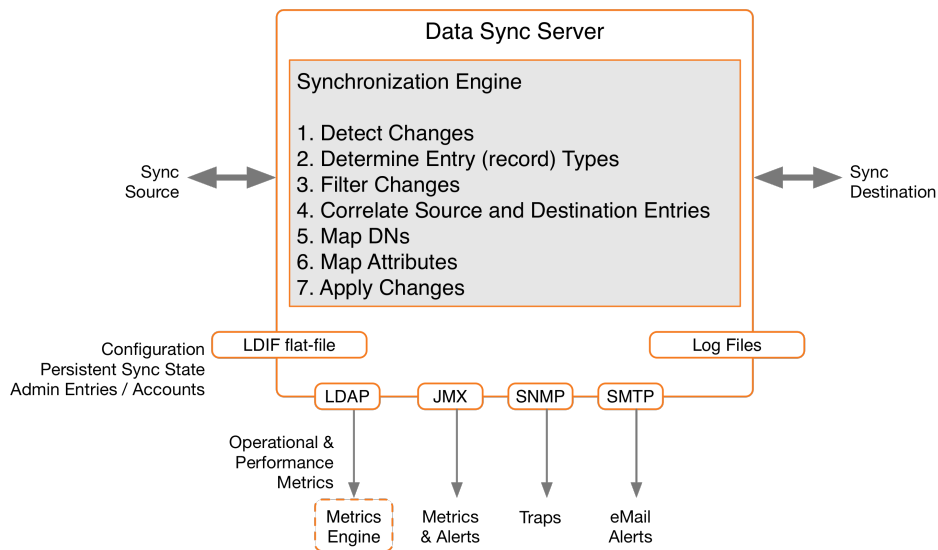 Data Sync Server
Synchronization Engine
1. Detect Changes
2. Determine Entry (record) Types
3. Filter Changes
4. Correlate Source and Destination Entries
5. Map DNs
6. Map Attributes
7. Apply Changes
Sync
Source
Sync
Destination
LDIF flat-file
Log Files
Configuration
Persistent Sync State
Admin Entries / Accounts
LDAP
JMX
SNMP
SMTP
Operational &
Performance
Metrics
Metrics
Engine
Metrics
& Alerts
Traps
eMail
Alerts